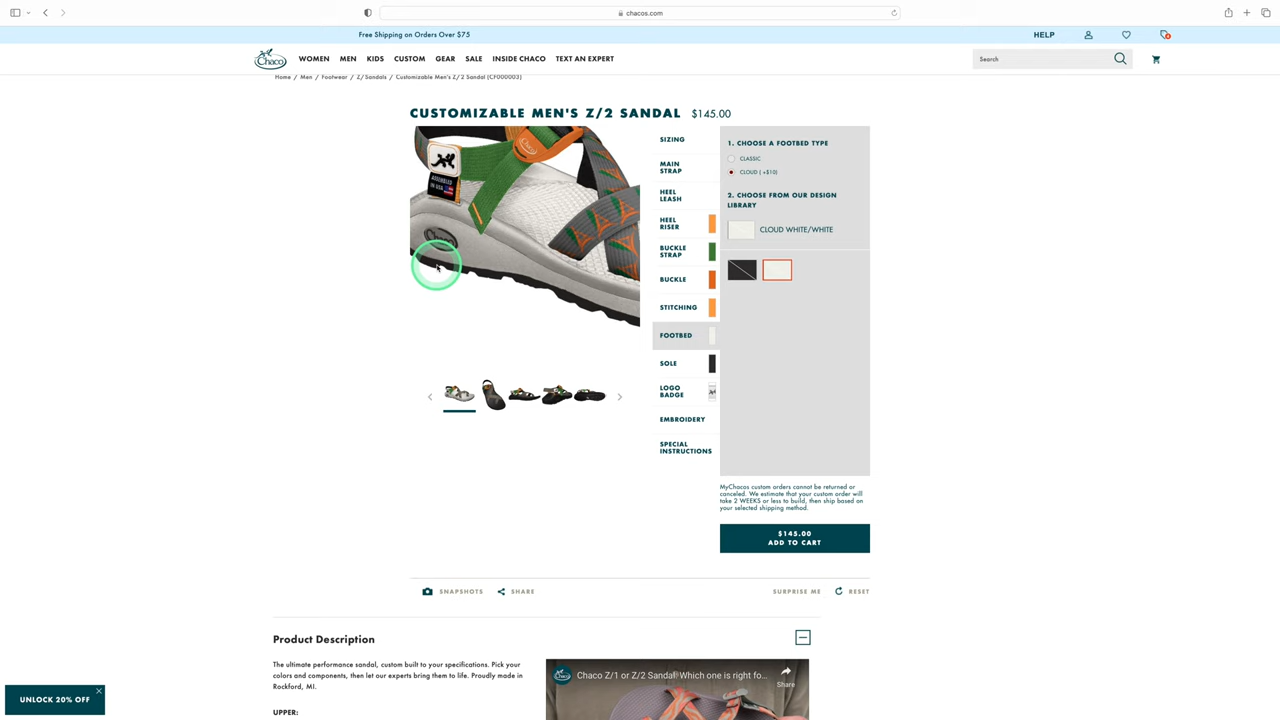 chacos.com
Free Shipping on Orders Over $75
HELP
Chaco
WOMEN MEN KIDS CUSTOM GEAR SALE INSIDE CHACO TEXT AN EXPERT
Search
Home / Men / Footwear / Z/Sandals / Customizable Men's Z/2 Sandal (CF000003)
CUSTOMIZABLE MEN'S Z/2 SANDAL $145.00
ASSEMBLED
IN USA
Chaco
SIZING
MAIN
STRAP
HEEL
LEASH
HEEL
RISER
BUCKLE
STRAP
BUCKLE
STITCHING
FOOTBED
SOLE
LOGO
BADGE
EMBROIDERY
SPECIAL
INSTRUCTIONS
1. CHOOSE A FOOTBED TYPE
CLASSIC
CLOUD ( +$10)
2. CHOOSE FROM OUR DESIGN
LIBRARY
CLOUD WHITE/WHITE
MyChacos custom orders cannot be returned or
canceled. We estimate that your custom order will
take 2 WEEKS or less to build, then ship based on
your selected shipping method.
$145.00
ADD TO CART
SNAPSHOTS SHARE SURPRISE ME RESET
Product Description
The ultimate performance sandal, custom built to your specifications. Pick your
colors and components, then let our experts bring them to life. Proudly made in
Rockford, MI.
UPPER:
Chaco Z/1 or Z/2 Sandal: Which one is right fo...
Share
UNLOCK 20% OFF